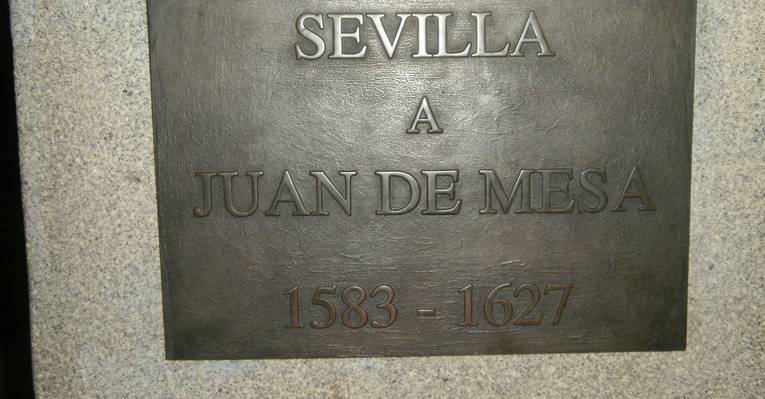 SEVILLA
A
JUAN DE MESA
1583 - 1627